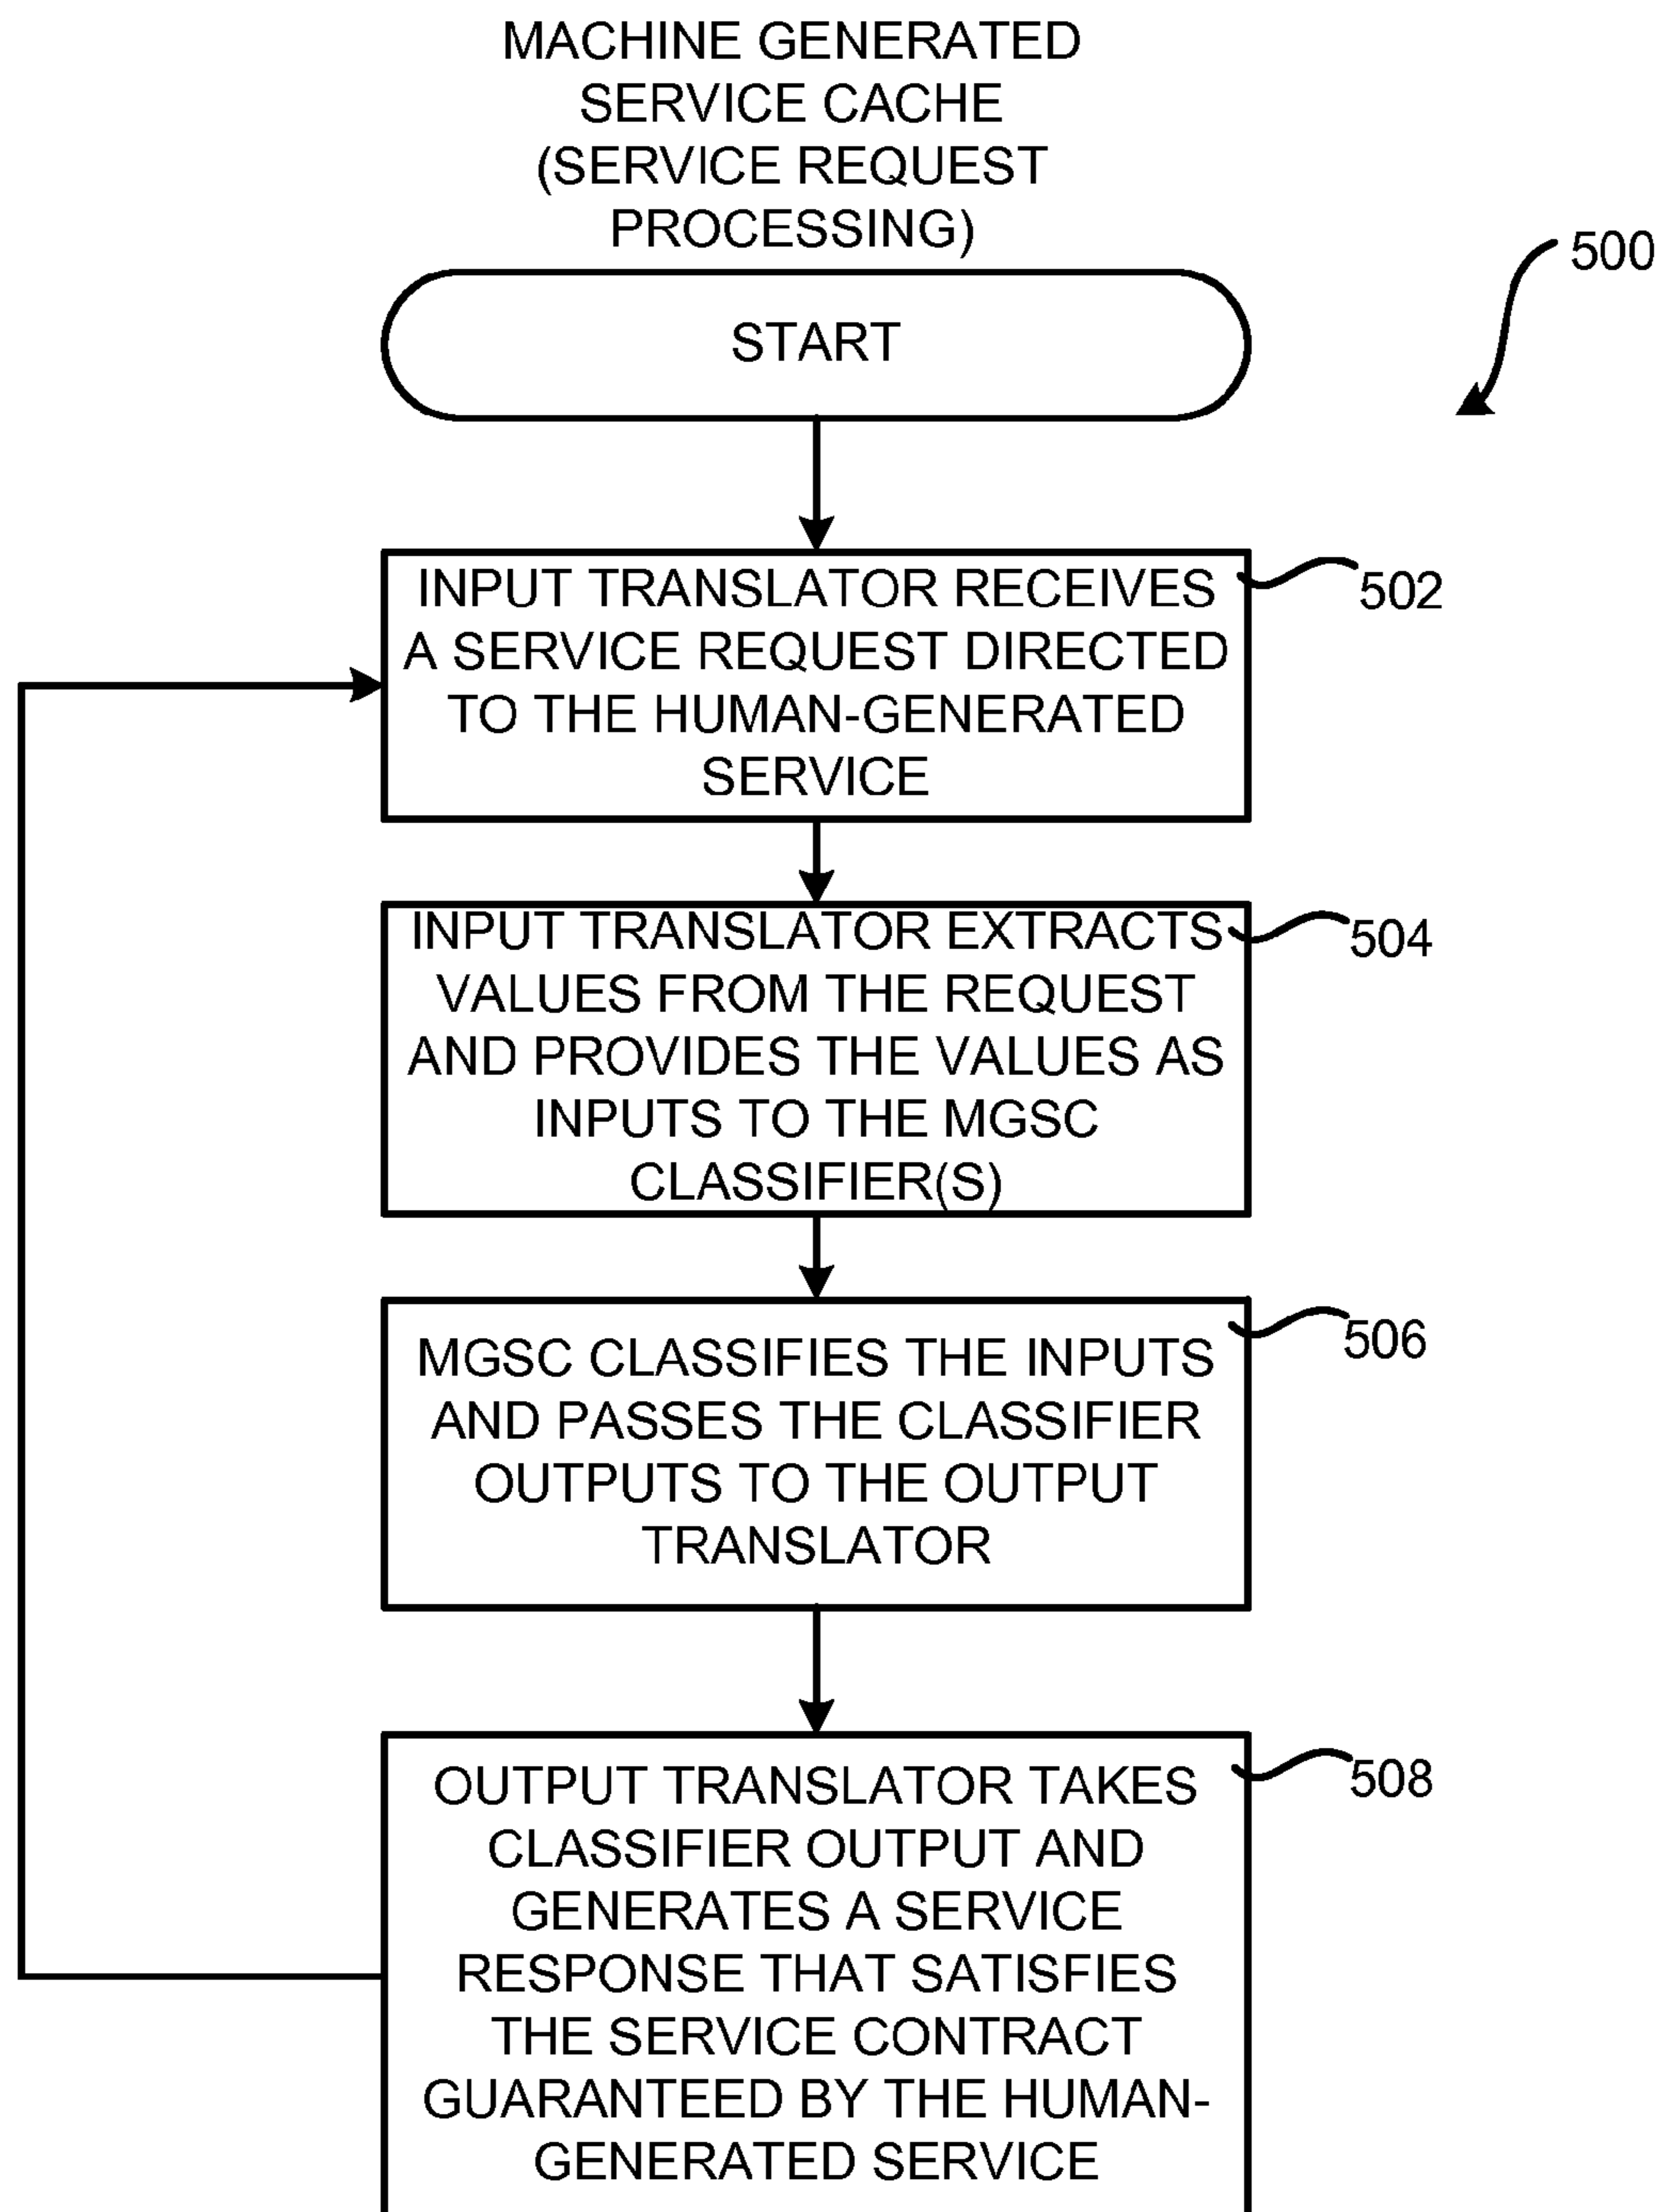 MACHINE GENERATED
SERVICE CACHE
(SERVICE REQUEST
PROCESSING)
500
START
INPUT TRANSLATOR RECEIVES
A SERVICE REQUEST DIRECTED
TO THE HUMAN-GENERATED
SERVICE
502
INPUT TRANSLATOR EXTRACTS
VALUES FROM THE REQUEST
AND PROVIDES THE VALUES AS
INPUTS TO THE MGSC
CLASSIFIER(S)
504
MGSC CLASSIFIES THE INPUTS
AND PASSES THE CLASSIFIER
OUTPUTS TO THE OUTPUT
TRANSLATOR
506
OUTPUT TRANSLATOR TAKES
CLASSIFIER OUTPUT AND
GENERATES A SERVICE
RESPONSE THAT SATISFIES
THE SERVICE CONTRACT
GUARANTEED BY THE HUMAN-
GENERATED SERVICE
508